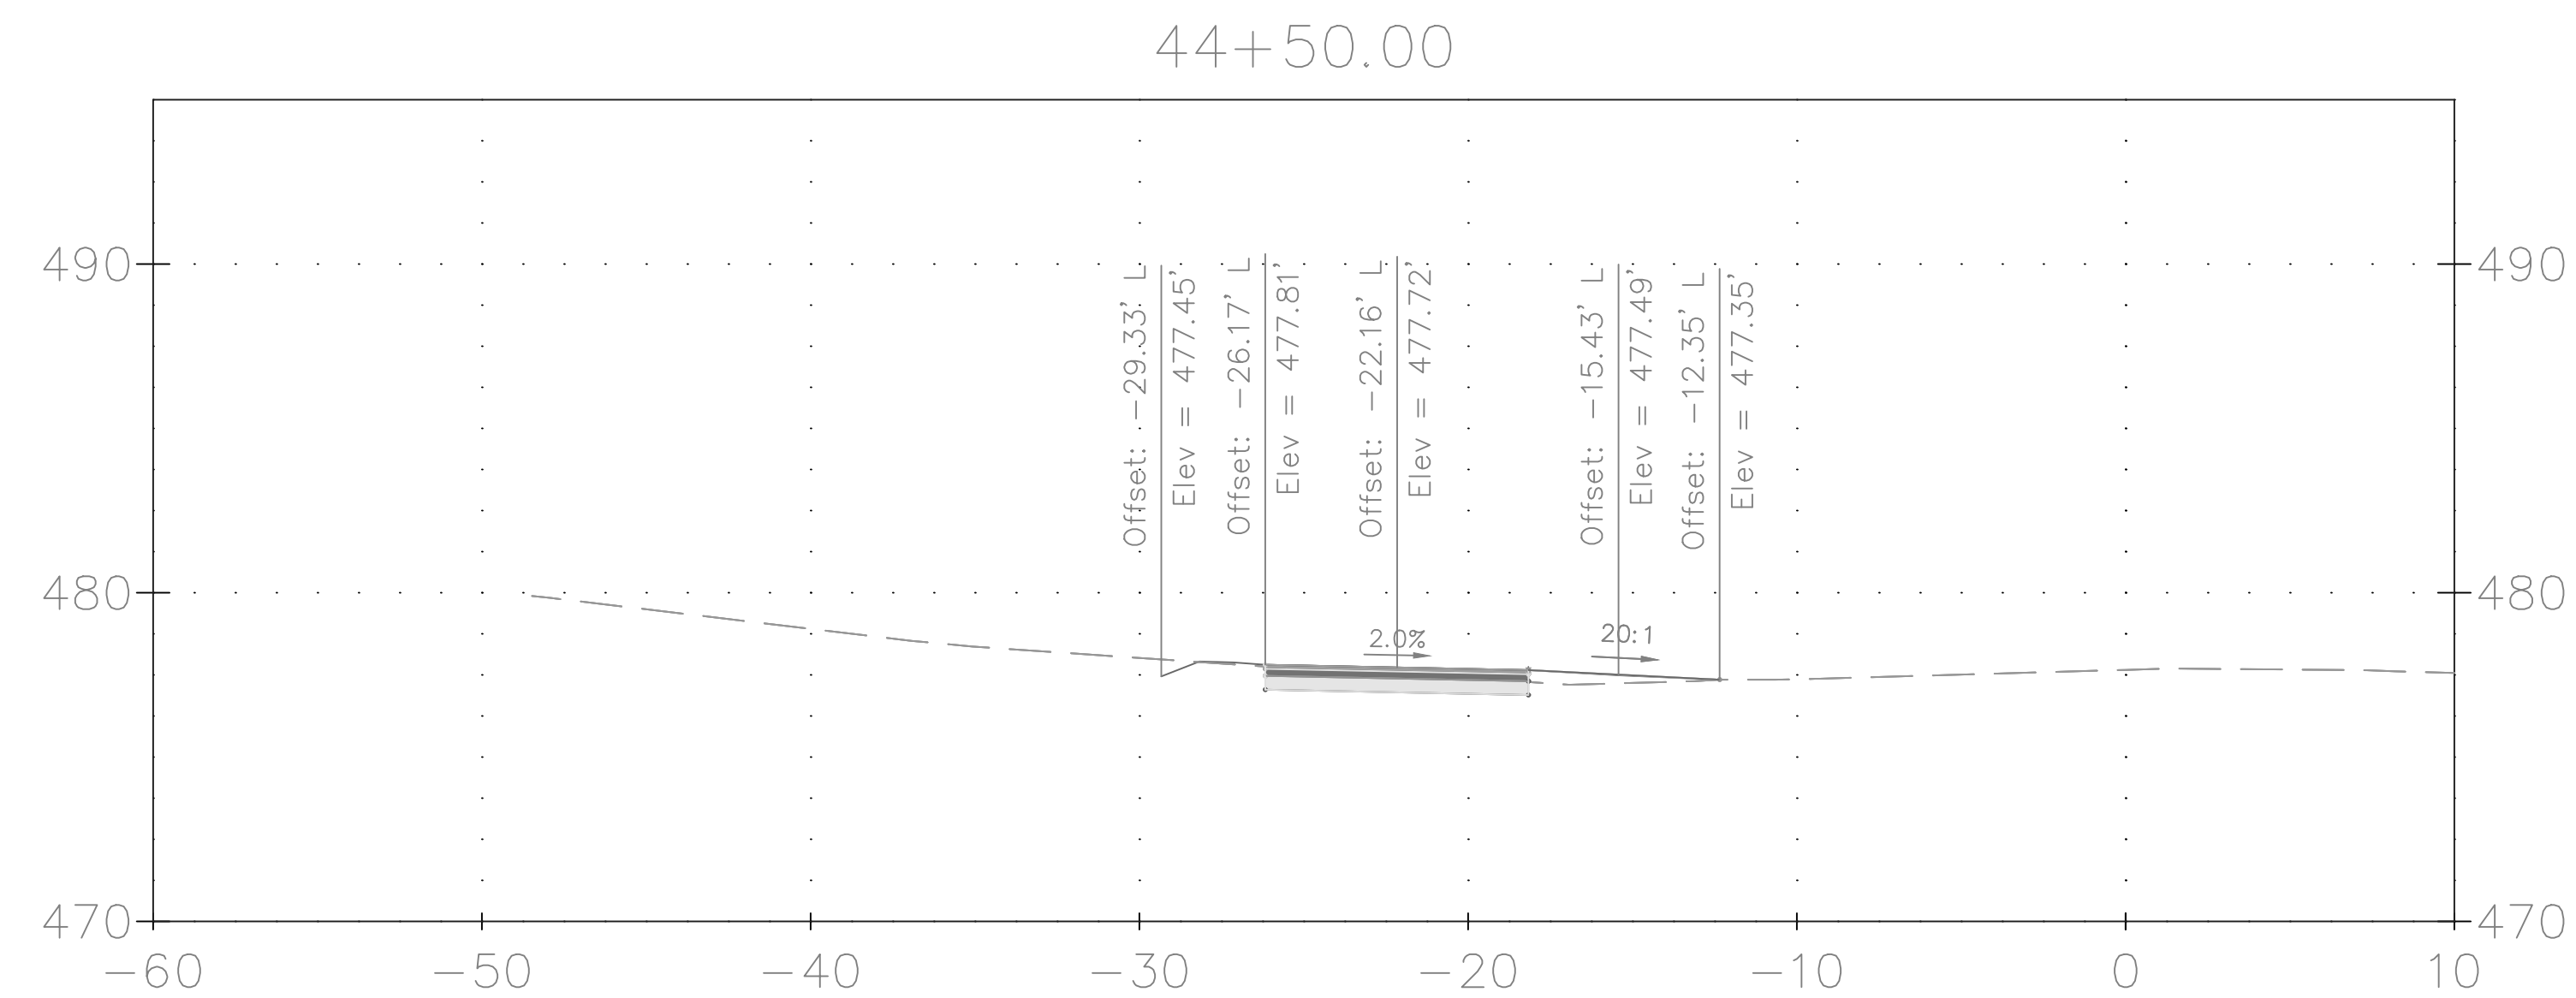 44+50.00
490
490
Offset: -29.33' L
Elev = 477.45'
Offset: -26.17' L
Elev = 477.81'
Offset: -22.16' L
Elev = 477.72'
Offset: -15.43' L
Elev = 477.49'
Offset: -12.35' L
Elev = 477.35'
480
480
2.0%
20:1
470
470
-60
-50
-40
-30
-20
-10
0
10